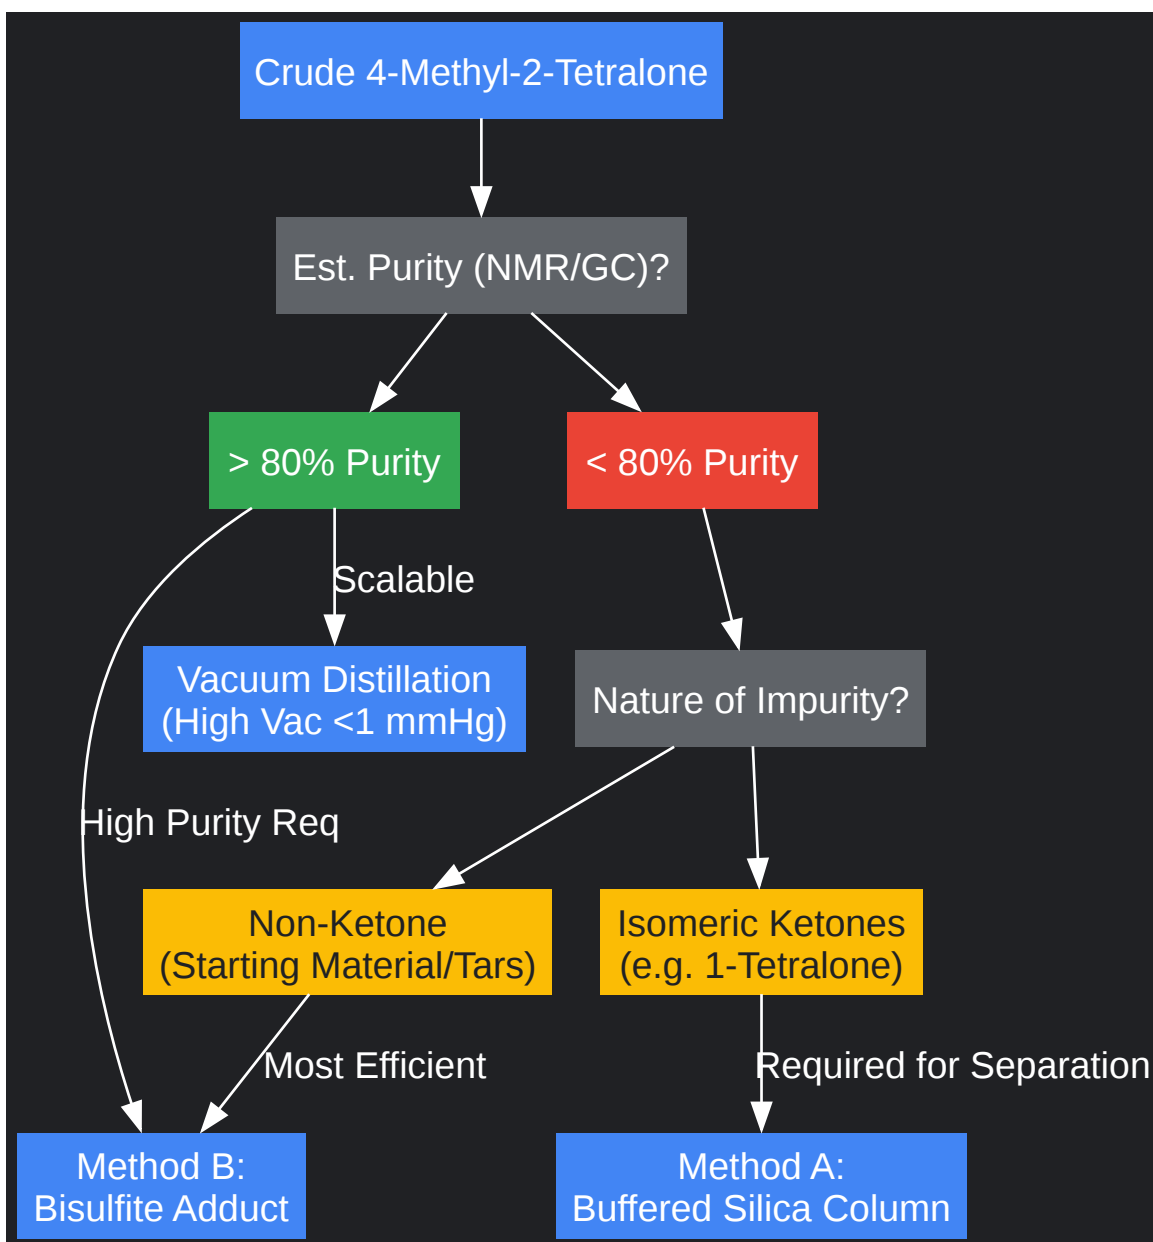 Crude 4-Methyl-2-Tetralone
Est. Purity (NMR/GC)?
> 80% Purity
< 80% Purity
Scalable
Vacuum Distillation
(High Vac <1 mmHg)
Nature of Impurity?
High Purity Req
Non-Ketone
(Starting Material/Tars)
Isomeric Ketones
(e.g. 1-Tetralone)
Most Efficient
Required for Separation
Method B:
Bisulfite Adduct
Method A:
Buffered Silica Column